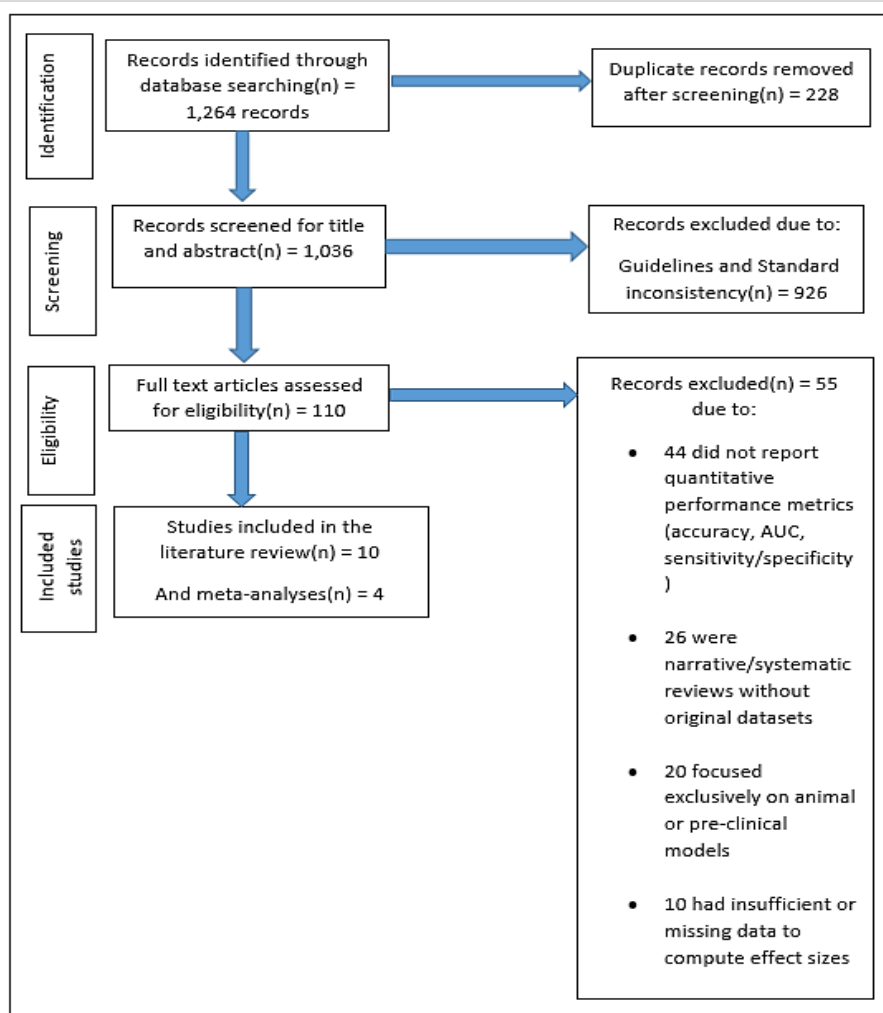 Identification
Records identified through
database searching(n) =
1,264 records
Duplicate records removed
after screening(n) = 228
Screening
Records screened for title
and abstract(n) = 1,036
Records excluded due to:
Guidelines and Standard
inconsistency(n) = 926
Eligibility
Full text articles assessed
for eligibility(n) = 110
Records excluded(n) = 55
due to:
• 44 did not report
quantitative
performance metrics
(accuracy, AUC,
sensitivity/specificity
)
• 26 were
narrative/systematic
reviews without
original datasets
• 20 focused
exclusively on animal
or pre-clinical
models
• 10 had insufficient or
missing data to
compute effect sizes
Included
studies
Studies included in the
literature review(n) = 10
And meta-analyses(n) = 4